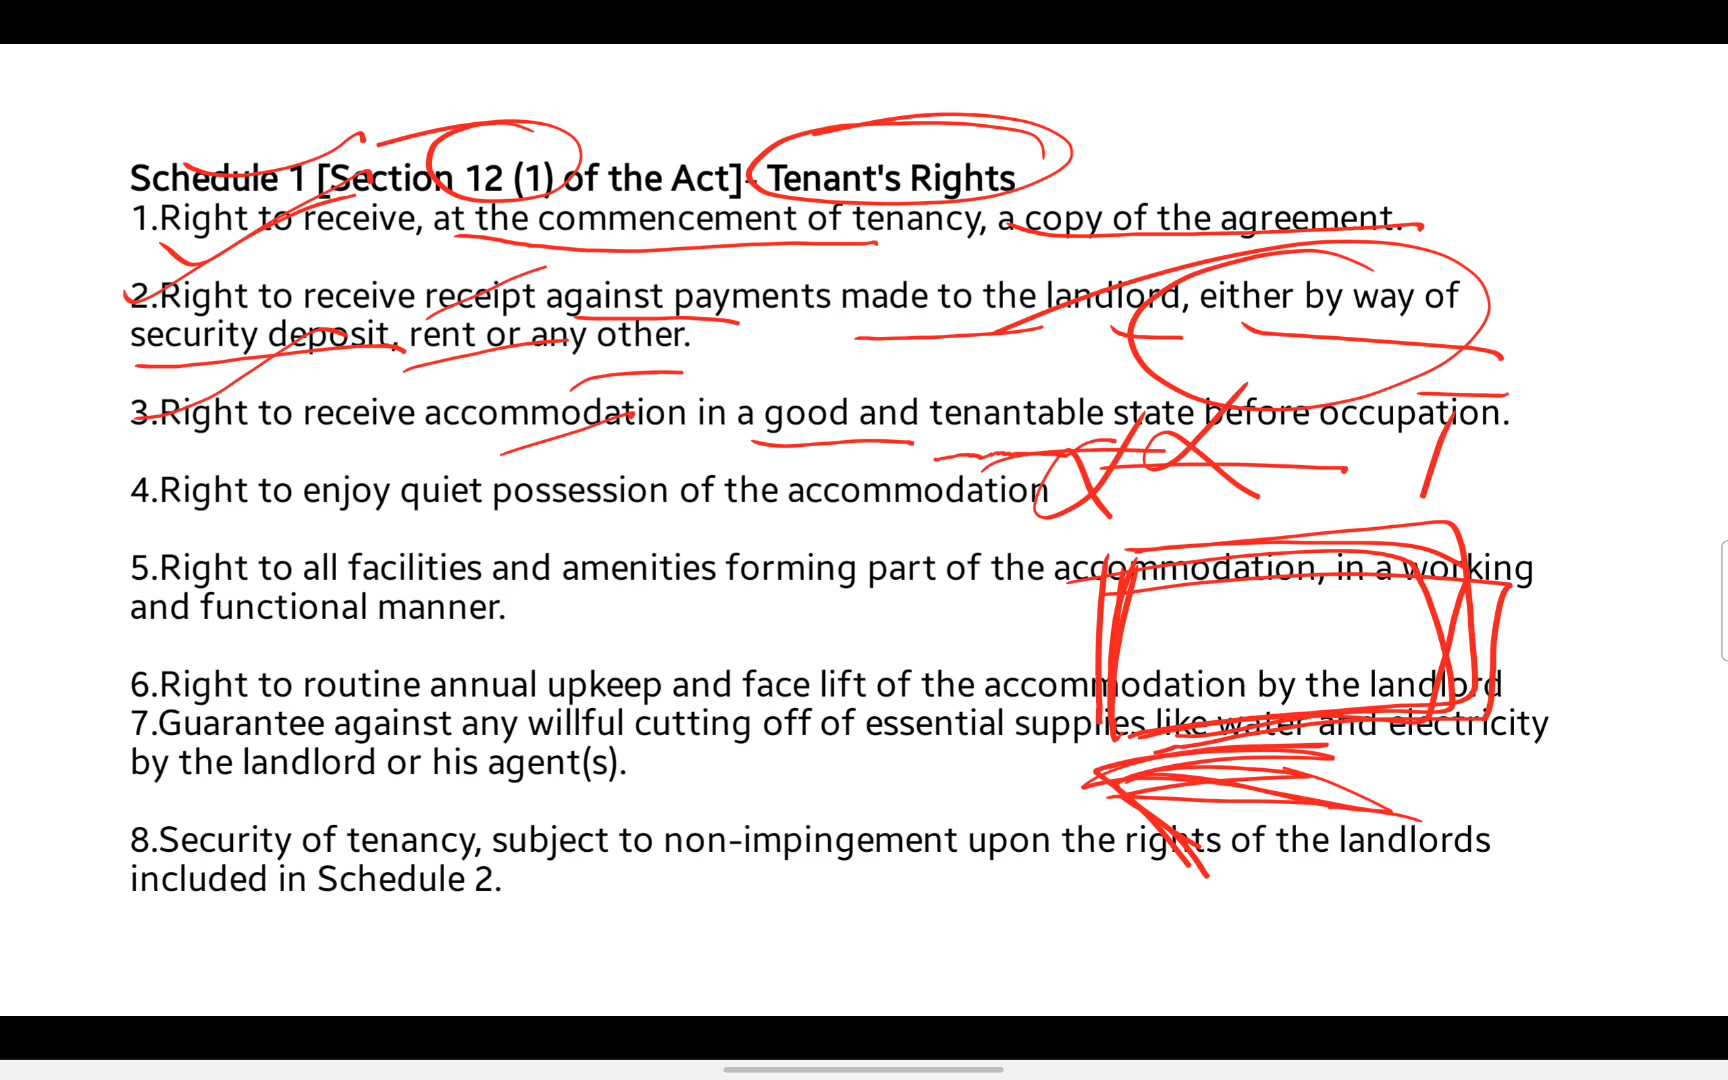 Schedule 1 [Section 12 (1) of the Act]- Tenant's Rights
1.Right to receive, at the commencement of tenancy, a copy of the agreement.
2.Right to receive receipt against payments made to the landlord, either by way of
security deposit, rent or any other.
3.Right to receive accommodation in a good and tenantable state before occupation.
4.Right to enjoy quiet possession of the accommodation
5.Right to all facilities and amenities forming part of the accommodation, in a working
and functional manner.
6.Right to routine annual upkeep and face lift of the accommodation by the landlord
7.Guarantee against any willful cutting off of essential supplies like water and electricity
by the landlord or his agent(s).
8.Security of tenancy, subject to non-impingement upon the rights of the landlords
included in Schedule 2.